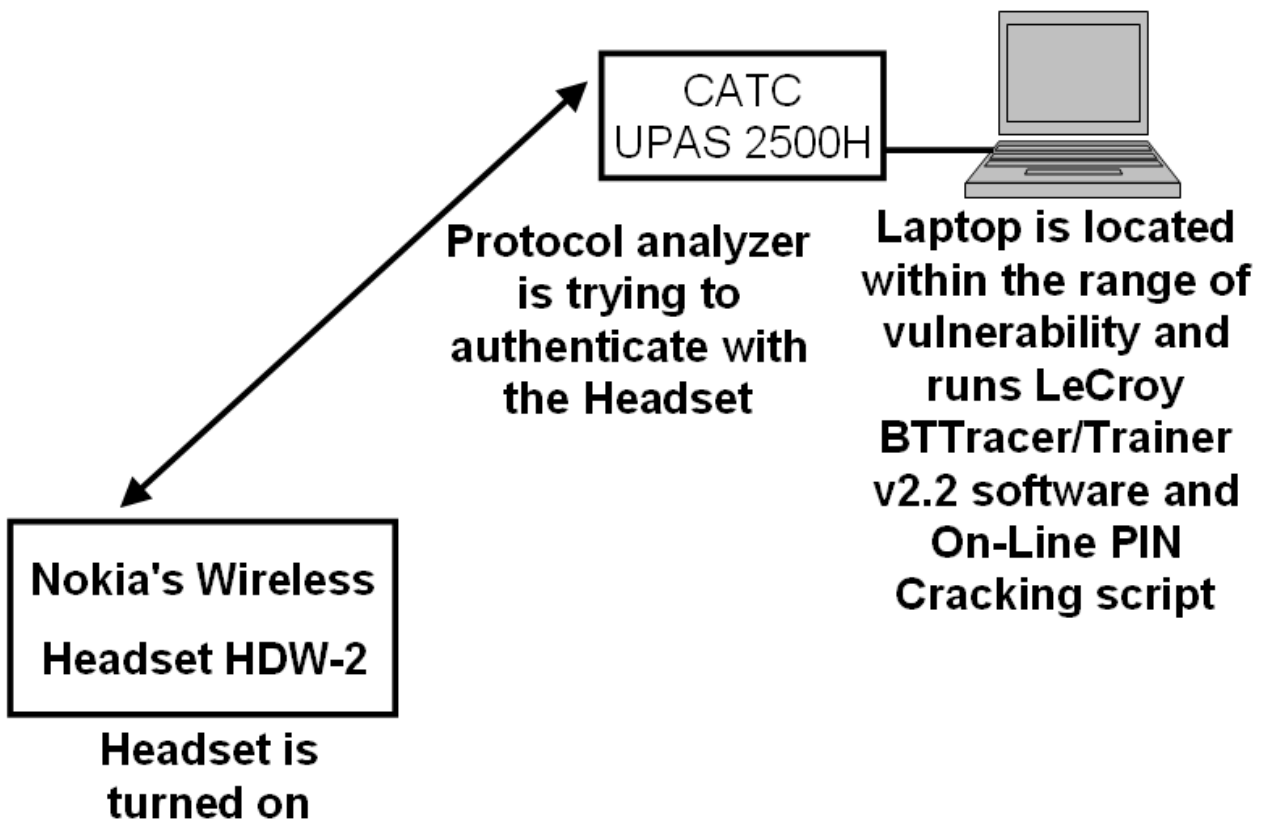 CATC
UPAS 2500H
Protocol analyzer
is trying to
authenticate with
the Headset
Laptop is located
within the range of
vulnerability and
runs LeCroy
BTTracer/Trainer
v2.2 software and
On-Line PIN
Cracking script
Nokia's Wireless
Headset HDW-2
Headset is
turned on